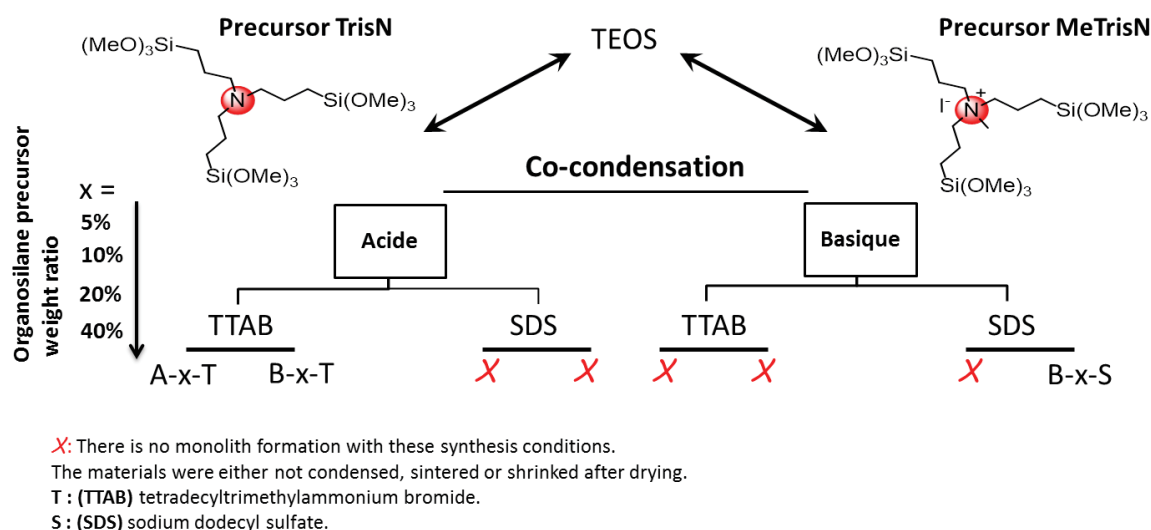 Precursor TrisN
TEOS
Precursor MeTrisN
(MeO)₃Si
N
Si(OMe)₃
Si(OMe)₃
(MeO)₃Si
I⁻
N
+
Si(OMe)₃
Si(OMe)₃
Co-condensation
Organosilane precursor
weight ratio
x =
5%
10%
20%
40%
Acide
Basique
TTAB
SDS
TTAB
SDS
A-x-T
B-x-T
X
X
X
X
X
B-x-S
X: There is no monolith formation with these synthesis conditions.
The materials were either not condensed, sintered or shrinked after drying.
T : (TTAB) tetradecyltrimethylammonium bromide.
S : (SDS) sodium dodecyl sulfate.